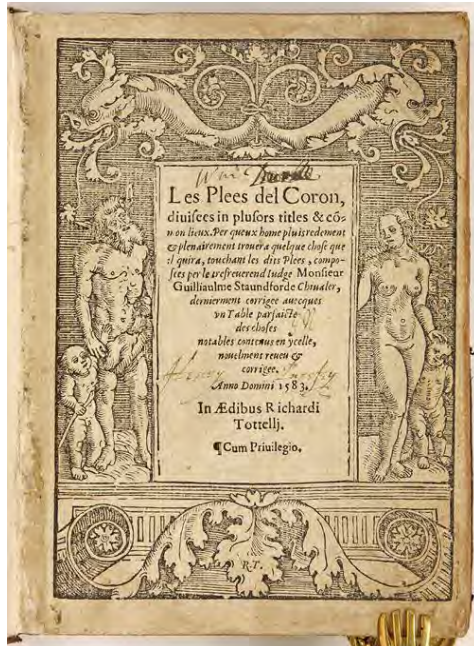 Wm
Les Plees del Coron,
diuisees in plusors titles & cõ-
mon lieux. Per queux home pluis redement
& plenairement trouera quelque chose que
il quira, touchant les dits Plees, compo-
sees per le tresreuerend Iudge Monsieur
Guilliaulme Staundforde Chiualer,
dernierment corrigee auecques
vn Table parfaicte
des choses
notables contenus en ycelle,
nouelment reueu &
corrigee.
Anno Domini 1583.
In Ædibus Richardi
Tottellj.
¶Cum Priuilegio.
R.T.